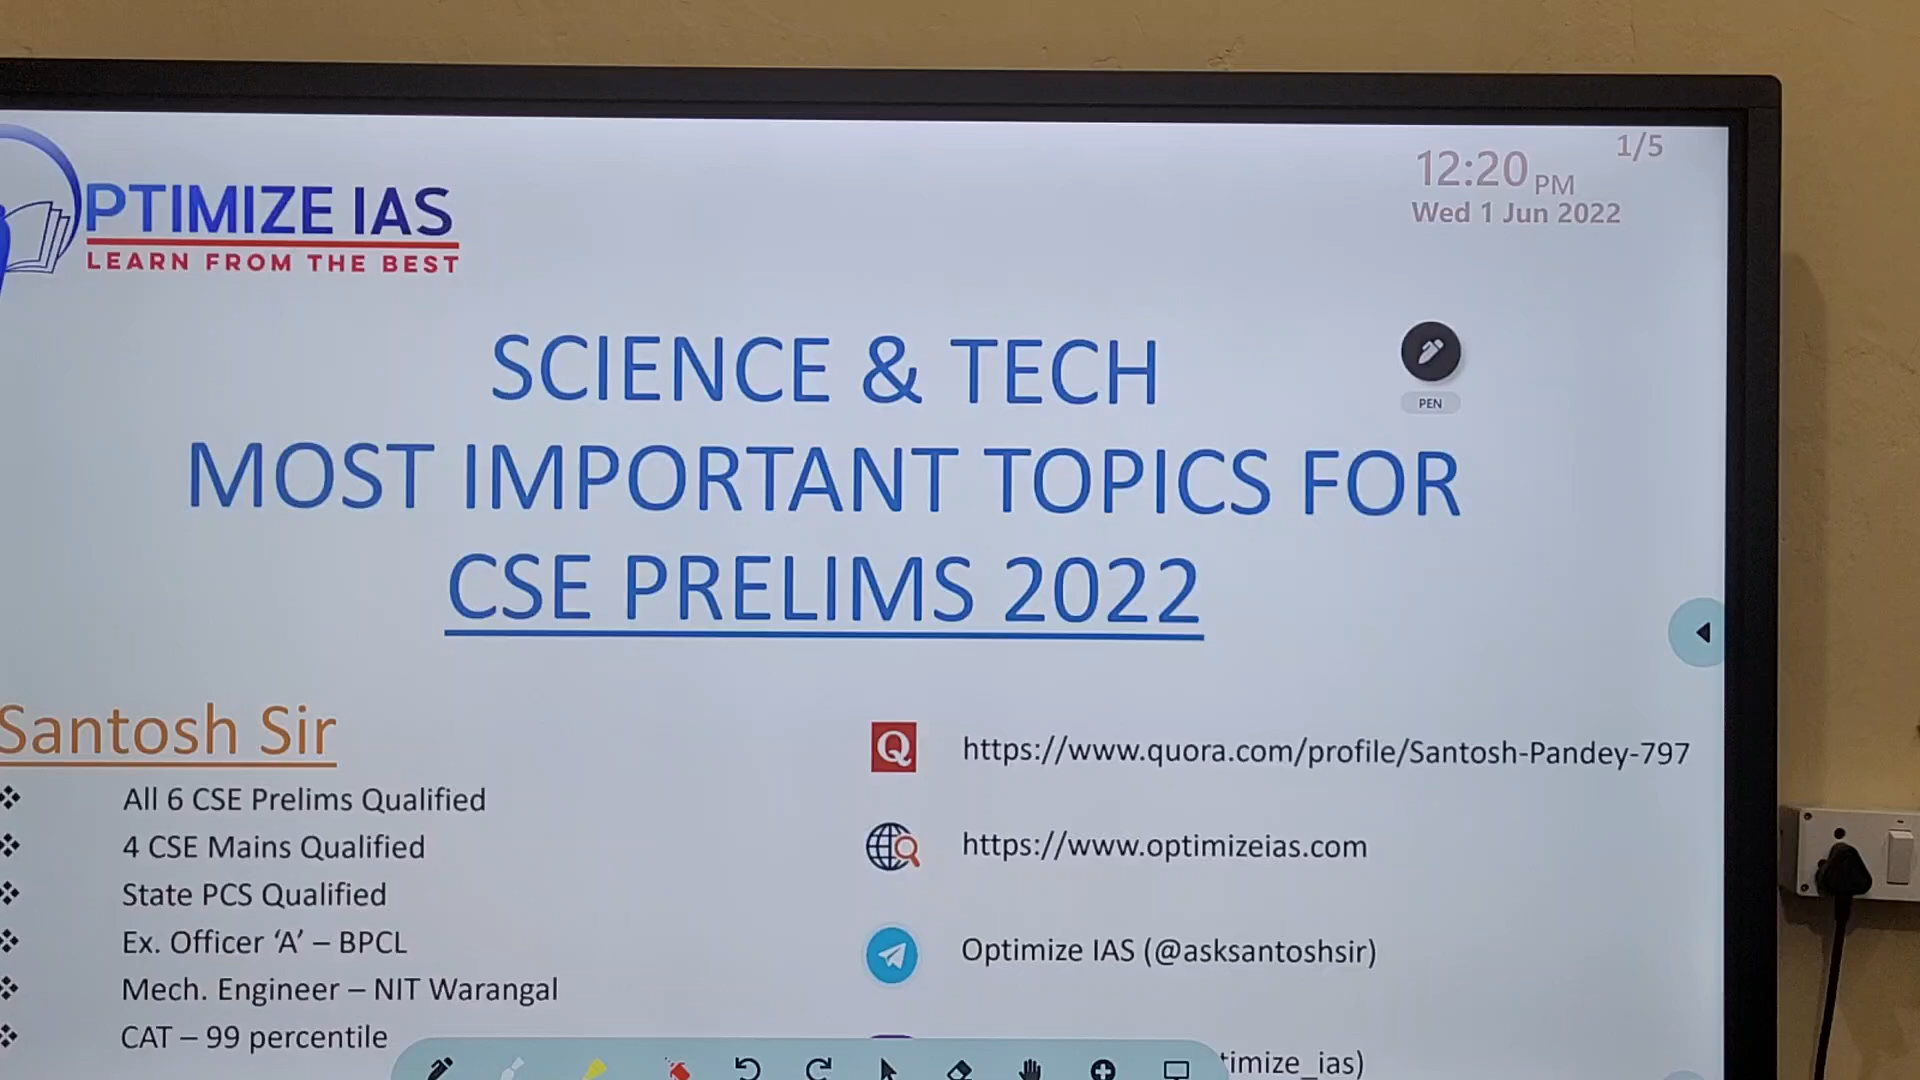 1/5
12:20 PM
Wed 1 Jun 2022
PTIMIZE IAS
LEARN FROM THE BEST
SCIENCE & TECH
MOST IMPORTANT TOPICS FOR
CSE PRELIMS 2022
PEN
Santosh Sir
All 6 CSE Prelims Qualified
4 CSE Mains Qualified
State PCS Qualified
Ex. Officer ‘A’ – BPCL
Mech. Engineer – NIT Warangal
CAT – 99 percentile
Q https://www.quora.com/profile/Santosh-Pandey-797
https://www.optimizeias.com
Optimize IAS (@asksantoshsir)
timize_ias)